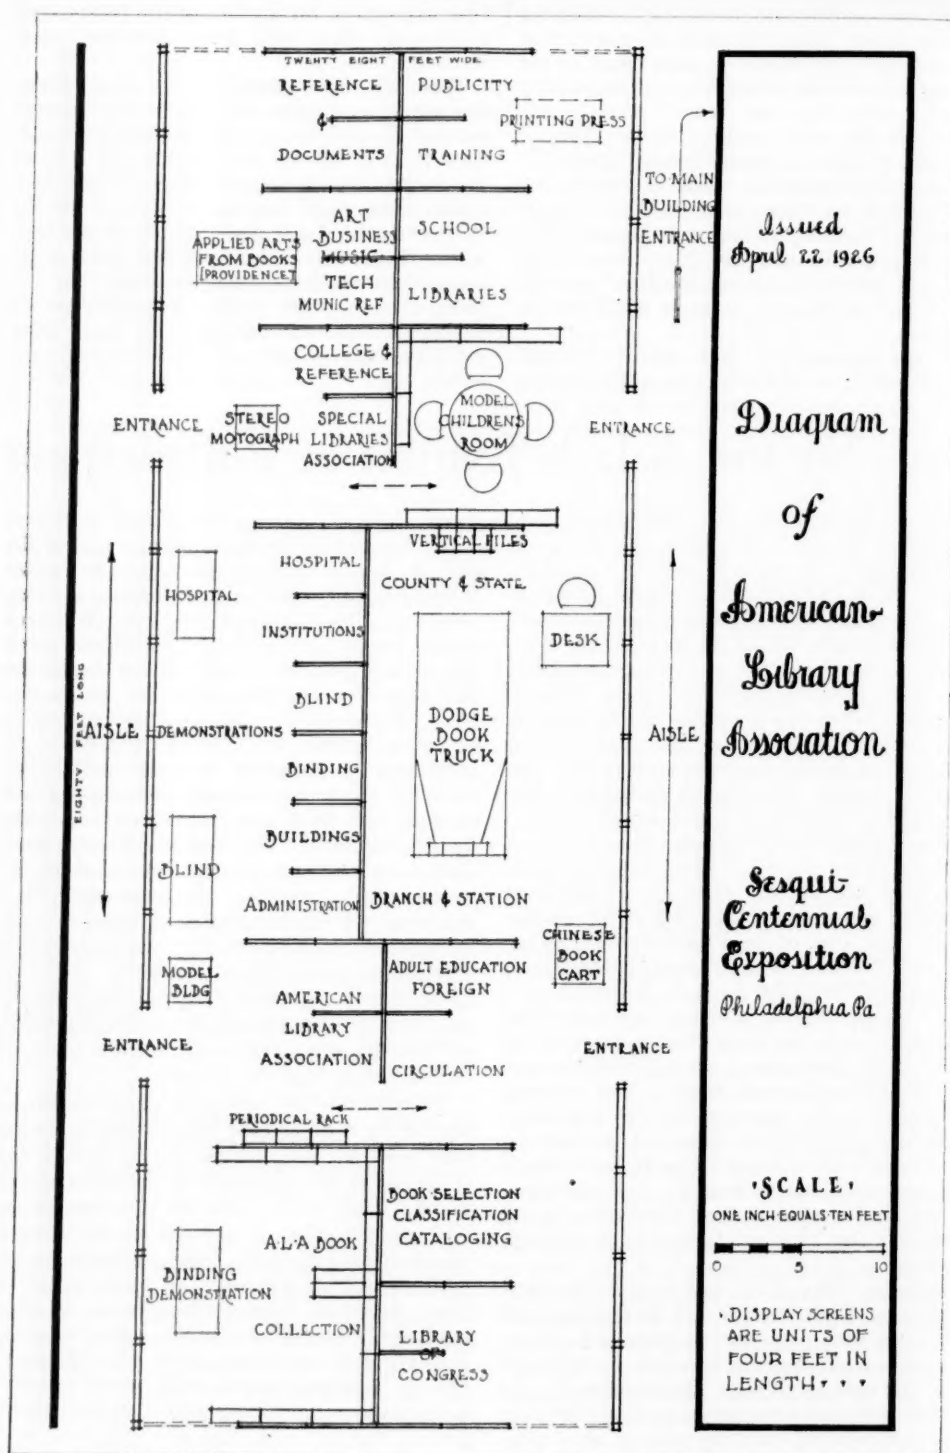 TWENTY EIGHT FEET WIDE
REFERENCE
&
DOCUMENTS
PUBLICITY
PRINTING PRESS
TRAINING
ART
BUSINESS
MUSIC
TECH
MUNIC REF
APPLIED ARTS
FROM BOOKS
[PROVIDENCE]
SCHOOL
LIBRARIES
TO MAIN
BUILDING
ENTRANCE
COLLEGE &
REFERENCE
SPECIAL
LIBRARIES
ASSOCIATION
ENTRANCE
STEREO
MOTOGRAPH
MODEL
CHILDRENS
ROOM
ENTRANCE
VERTICAL FILES
HOSPITAL
HOSPITAL
COUNTY & STATE
INSTITUTIONS
DESK
BLIND
EIGHTY FEET LONG
AISLE
DEMONSTRATIONS
DODGE
BOOK
TRUCK
AISLE
BINDING
BUILDINGS
BLIND
ADMINISTRATION
BRANCH & STATION
CHINESE
BOOK
CART
MODEL
BLDG
ADULT EDUCATION
FOREIGN
AMERICAN
LIBRARY
ASSOCIATION
CIRCULATION
ENTRANCE
ENTRANCE
PERIODICAL RACK
BOOK·SELECTION
CLASSIFICATION
CATALOGING
A·L·A BOOK
COLLECTION
BINDING
DEMONSTRATION
LIBRARY
OF
CONGRESS
Issued
April 22 1926
Diagram
of
American
Library
Association
Sesqui-
Centennial
Exposition
Philadelphia Pa
·SCALE·
ONE INCH·EQUALS·TEN FEET
0 5 10
·DISPLAY SCREENS
ARE UNITS OF
FOUR FEET IN
LENGTH